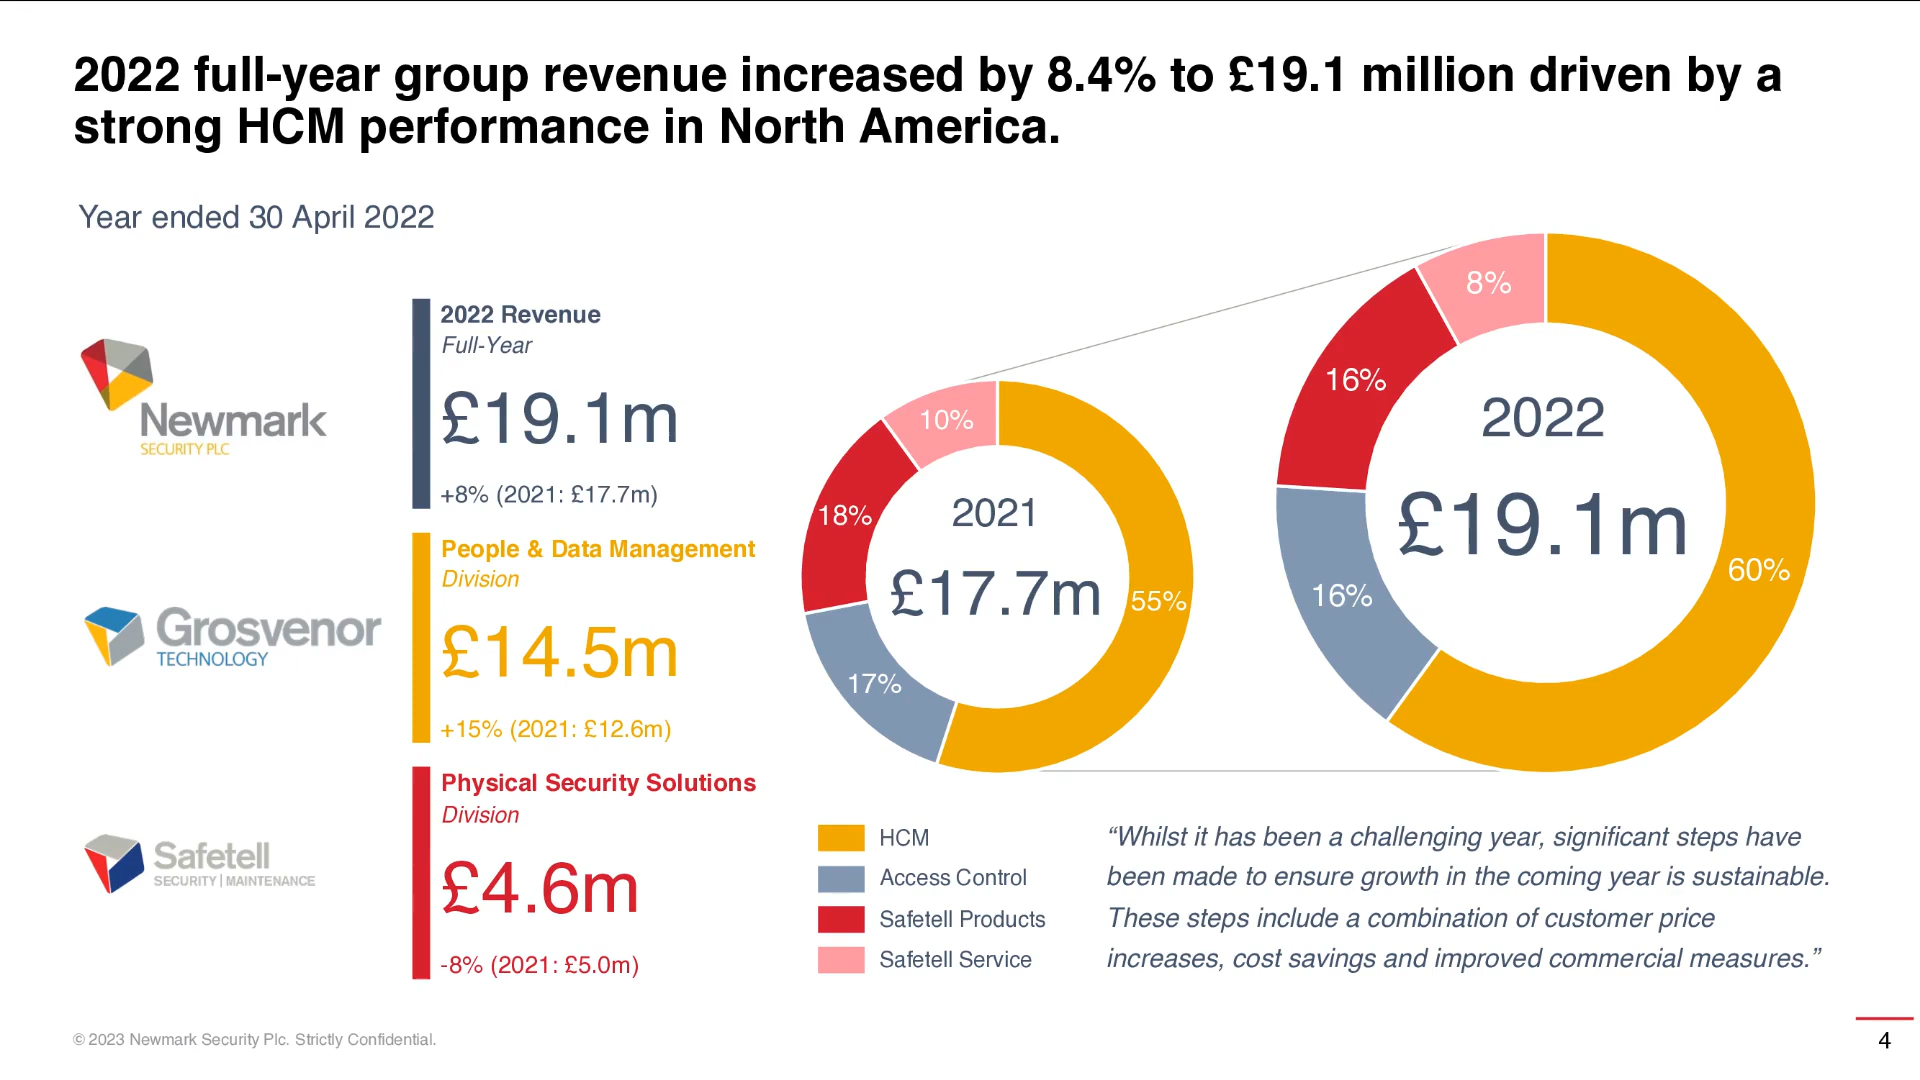 2022 full-year group revenue increased by 8.4% to £19.1 million driven by a
strong HCM performance in North America.
Year ended 30 April 2022
Newmark
SECURITY PLC
2022 Revenue
Full-Year
£19.1m
+8% (2021: £17.7m)
Grosvenor
TECHNOLOGY
People & Data Management
Division
£14.5m
+15% (2021: £12.6m)
Safetell
SECURITY | MAINTENANCE
Physical Security Solutions
Division
£4.6m
-8% (2021: £5.0m)
10%
18%
2021
£17.7m
55%
17%
8%
16%
2022
£19.1m
60%
16%
HCM
Access Control
Safetell Products
Safetell Service
“Whilst it has been a challenging year, significant steps have
been made to ensure growth in the coming year is sustainable.
These steps include a combination of customer price
increases, cost savings and improved commercial measures.”
© 2023 Newmark Security Plc. Strictly Confidential.
4